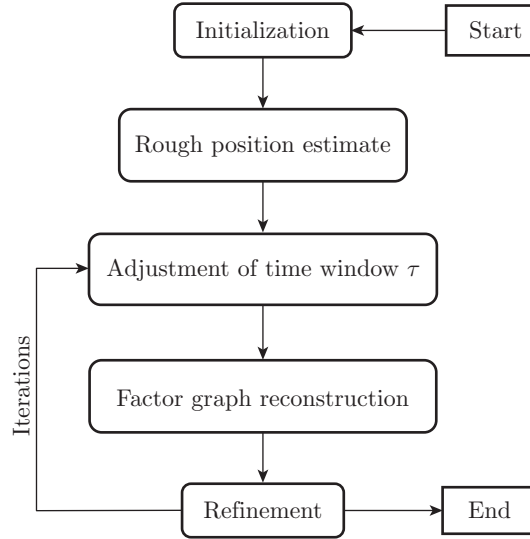 Initialization
Start
Rough position estimate
Adjustment of time window τ
Iterations
Factor graph reconstruction
Refinement
End